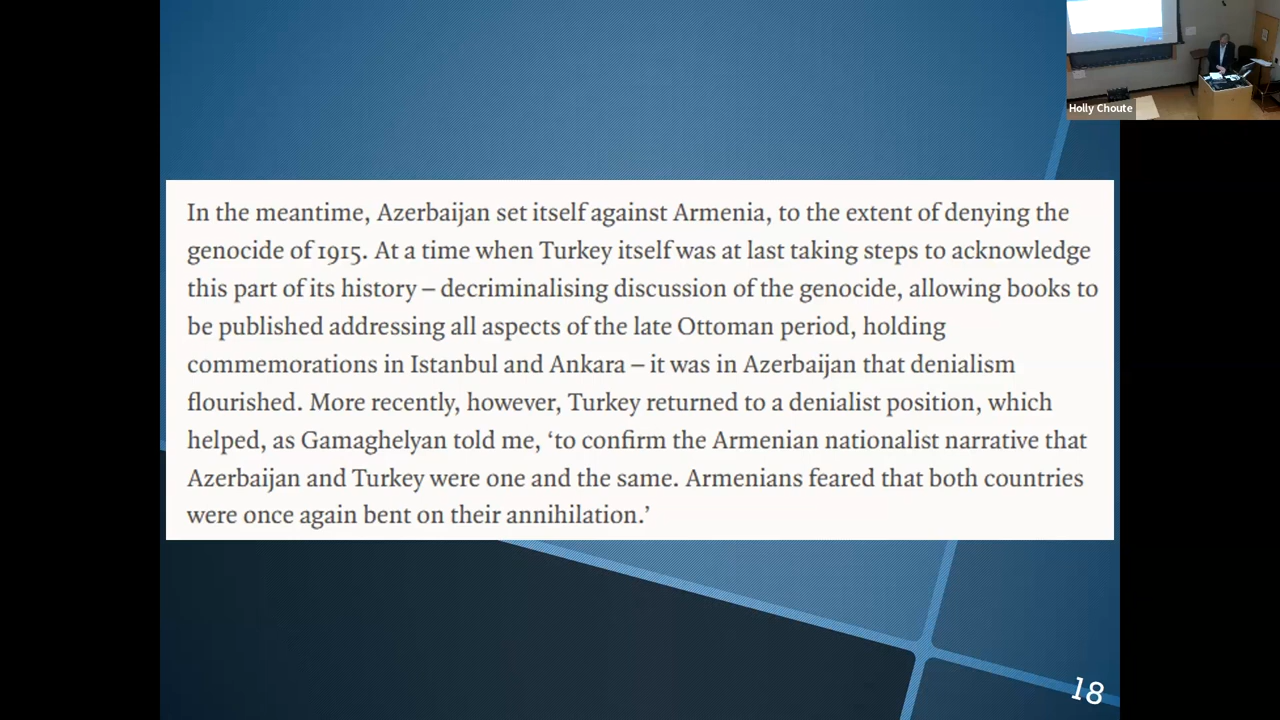 Holly Choute
In the meantime, Azerbaijan set itself against Armenia, to the extent of denying the
genocide of 1915. At a time when Turkey itself was at last taking steps to acknowledge
this part of its history – decriminalising discussion of the genocide, allowing books to
be published addressing all aspects of the late Ottoman period, holding
commemorations in Istanbul and Ankara – it was in Azerbaijan that denialism
flourished. More recently, however, Turkey returned to a denialist position, which
helped, as Gamaghelyan told me, ‘to confirm the Armenian nationalist narrative that
Azerbaijan and Turkey were one and the same. Armenians feared that both countries
were once again bent on their annihilation.’
18